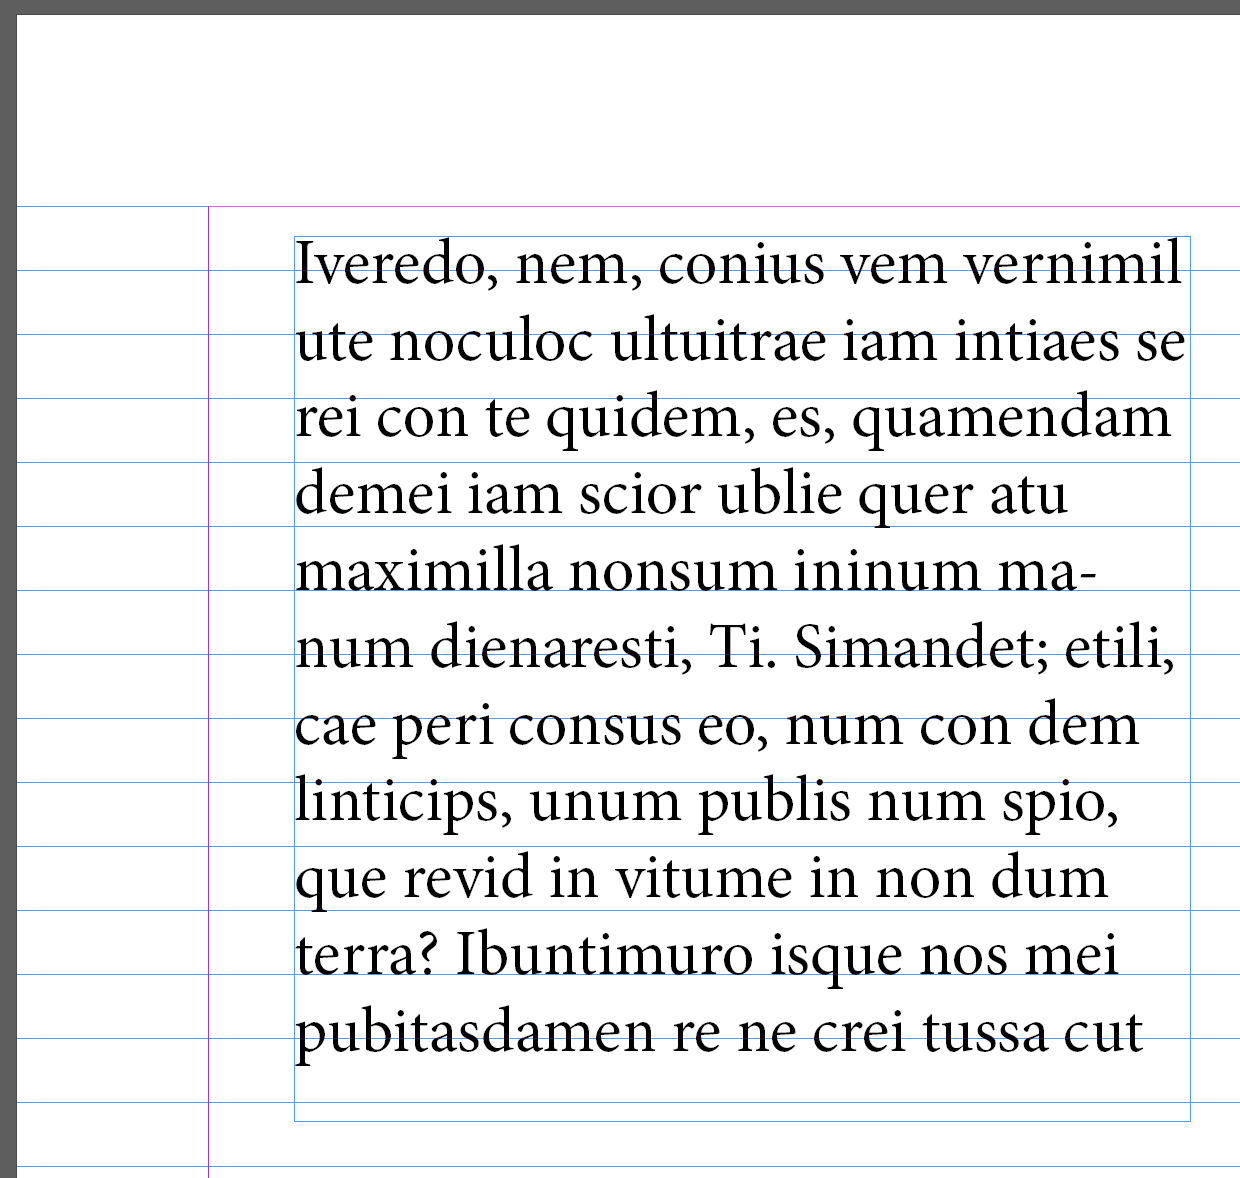 Iveredo, nem, conius vem vernimil
ute noculoc ultuitrae iam intiaes se
rei con te quidem, es, quamendam
demei iam scior ublie quer atu
maximilla nonsum ininum ma-
num dienaresti, Ti. Simandet; etili,
cae peri consus eo, num con dem
linticips, unum publis num spio,
que revid in vitume in non dum
terra? Ibuntimuro isque nos mei
pubitasdamen re ne crei tussa cut